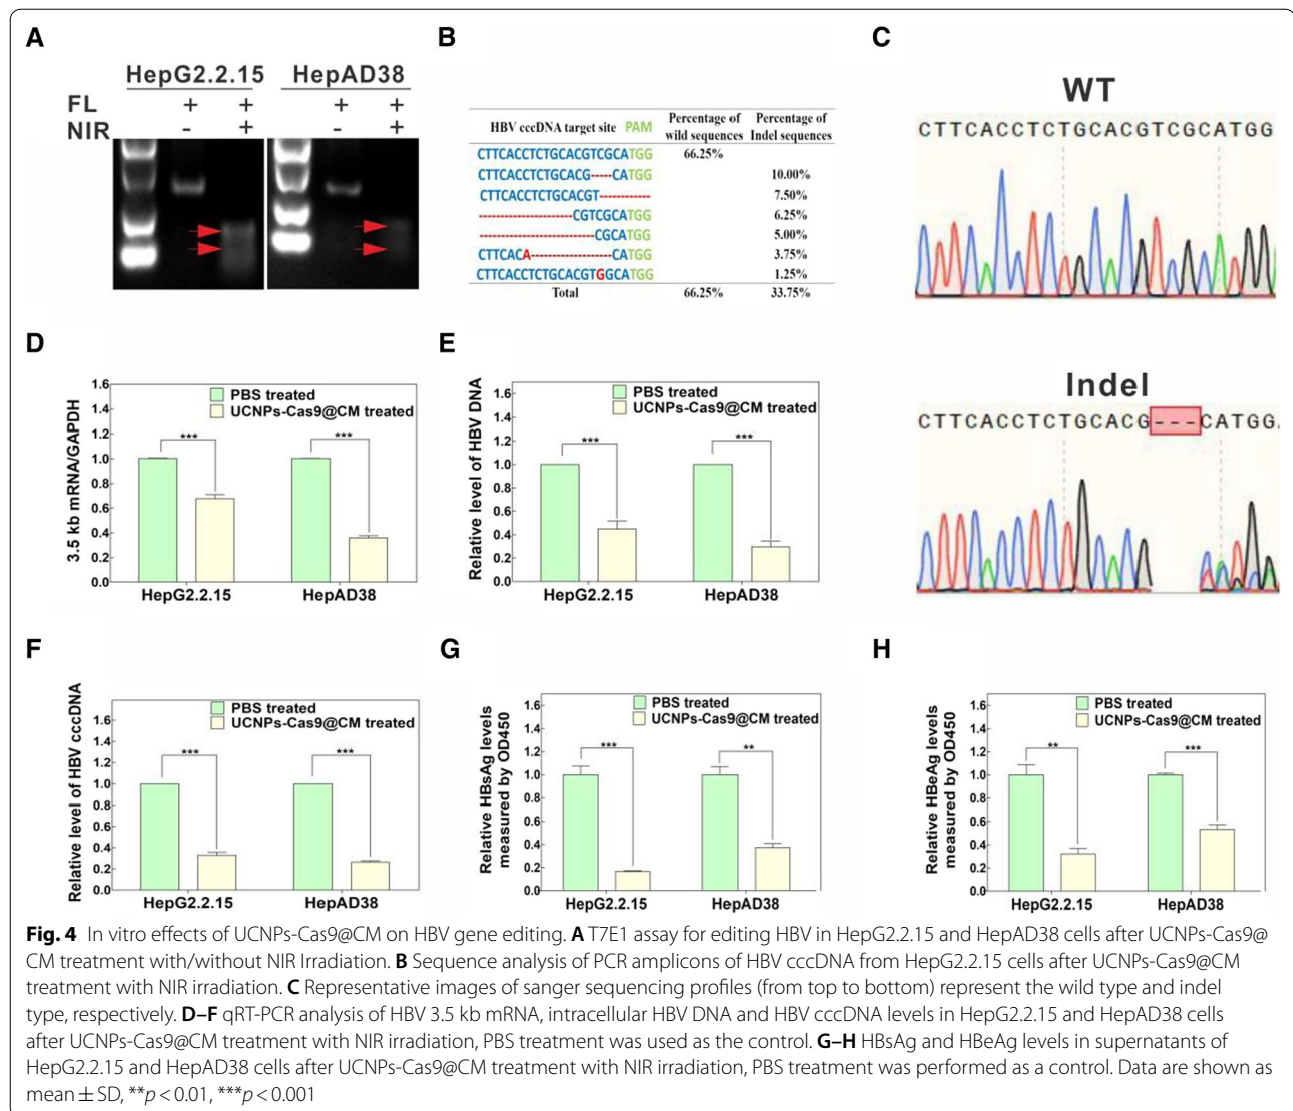 A
HepG2.2.15 HepAD38
FL + + + +
NIR - + - +
B
HBV cccDNA target site PAM Percentage of wild sequences Percentage of Indel sequences
CTTCACCTCTGCACGTCGCATGG 66.25%
CTTCACCTCTGCACG-----CATGG 10.00%
CTTCACCTCTGCACGT------------ 7.50%
----------------------CGTCGCATGG 6.25%
---------------------------CGCATGG 5.00%
CTTCACA-------------------CATGG 3.75%
CTTCACCTCTGCACGTGGCATGG 1.25%
Total 66.25% 33.75%
C
WT
CTTCACCTCTGCACGTCGCATGG
Indel
CTTCACCTCTGCACG---CATGG.
D
3.5 kb mRNA/GAPDH
1.6
1.4
1.2
1.0
0.8
0.6
0.4
0.2
0.0
PBS treated
UCNPs-Cas9@CM treated
*** ***
HepG2.2.15 HepAD38
E
Relative level of HBV DNA
1.6
1.4
1.2
1.0
0.8
0.6
0.4
0.2
0.0
PBS treated
UCNPs-Cas9@CM treated
*** ***
HepG2.2.15 HepAD38
F
Relative level of HBV cccDNA
1.6
1.4
1.2
1.0
0.8
0.6
0.4
0.2
0.0
PBS treated
UCNPs-Cas9@CM treated
*** ***
HepG2.2.15 HepAD38
G
Relative HBsAg levels
measured by OD450
1.6
1.4
1.2
1.0
0.8
0.6
0.4
0.2
0.0
PBS treated
UCNPs-Cas9@CM treated
*** **
HepG2.2.15 HepAD38
H
Relative HBeAg levels
measured by OD450
1.6
1.4
1.2
1.0
0.8
0.6
0.4
0.2
0.0
PBS treated
UCNPs-Cas9@CM treated
** ***
HepG2.2.15 HepAD38
Fig. 4 In vitro effects of UCNPs-Cas9@CM on HBV gene editing. A T7E1 assay for editing HBV in HepG2.2.15 and HepAD38 cells after UCNPs-Cas9@
CM treatment with/without NIR Irradiation. B Sequence analysis of PCR amplicons of HBV cccDNA from HepG2.2.15 cells after UCNPs-Cas9@CM
treatment with NIR irradiation. C Representative images of sanger sequencing profiles (from top to bottom) represent the wild type and indel
type, respectively. D–F qRT-PCR analysis of HBV 3.5 kb mRNA, intracellular HBV DNA and HBV cccDNA levels in HepG2.2.15 and HepAD38 cells
after UCNPs-Cas9@CM treatment with NIR irradiation, PBS treatment was used as the control. G–H HBsAg and HBeAg levels in supernatants of
HepG2.2.15 and HepAD38 cells after UCNPs-Cas9@CM treatment with NIR irradiation, PBS treatment was performed as a control. Data are shown as
mean ± SD, **p < 0.01, ***p < 0.001